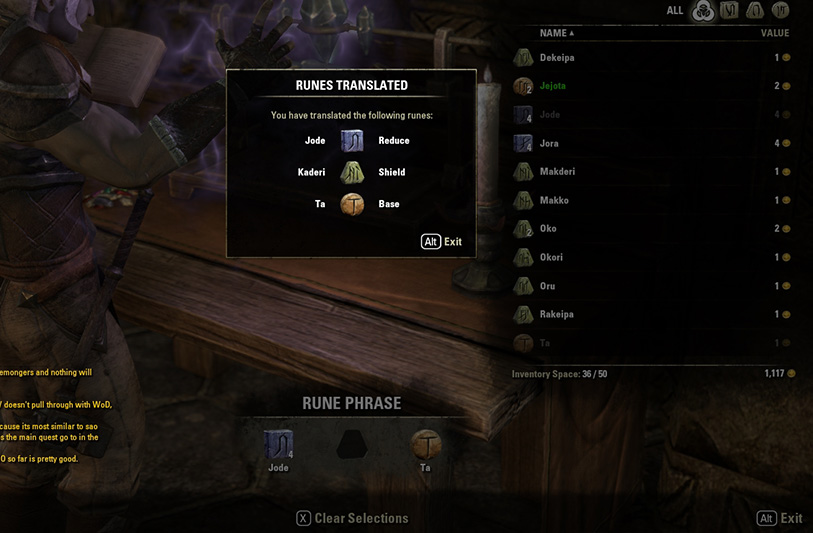 ALL
NAME VALUE
Dekeipa 1
2 Jejota 2
4 Jode 4
4 Jora 4
Makderi 1
Makko 1
2 Oko 2
Okori 1
Oru 1
Rakeipa 1
Ta 1
Inventory Space: 36 / 50 1,117
RUNES TRANSLATED
You have translated the following runes:
Jode Reduce
Kaderi Shield
Ta Base
Alt Exit
emongers and nothing will
doesn't pull through with WoD,
cause its most similar to sao
s the main quest go to in the
O so far is pretty good.
RUNE PHRASE
4
Jode Ta
X Clear Selections
Alt Exit